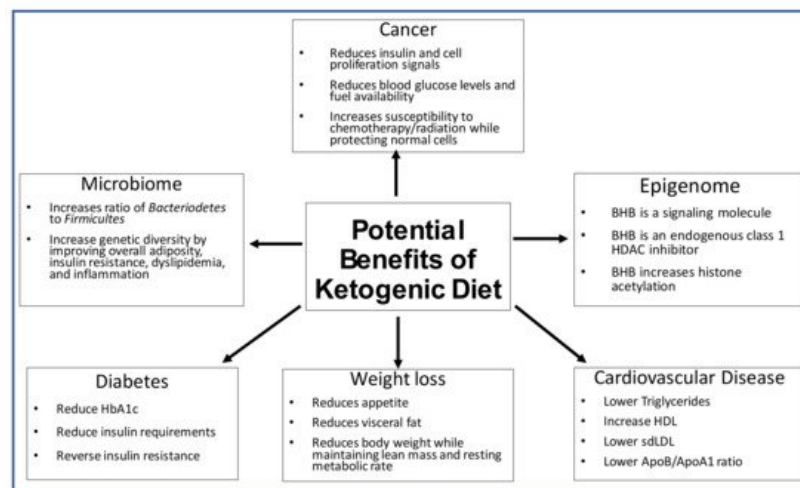 Cancer
• Reduces insulin and cell
proliferation signals
• Reduces blood glucose levels and
fuel availability
• Increases susceptibility to
chemotherapy/radiation while
protecting normal cells
Microbiome
• Increases ratio of Bacteriodetes
to Firmicultes
• Increase genetic diversity by
improving overall adiposity,
insulin resistance, dyslipidemia,
and inflammation
Potential
Benefits of
Ketogenic Diet
Epigenome
• BHB is a signaling molecule
• BHB is an endogenous class 1
HDAC inhibitor
• BHB increases histone
acetylation
Diabetes
• Reduce HbA1c
• Reduce insulin requirements
• Reverse insulin resistance
Weight loss
• Reduces appetite
• Reduces visceral fat
• Reduces body weight while
maintaining lean mass and resting
metabolic rate
Cardiovascular Disease
• Lower Triglycerides
• Increase HDL
• Lower sdLDL
• Lower ApoB/ApoA1 ratio